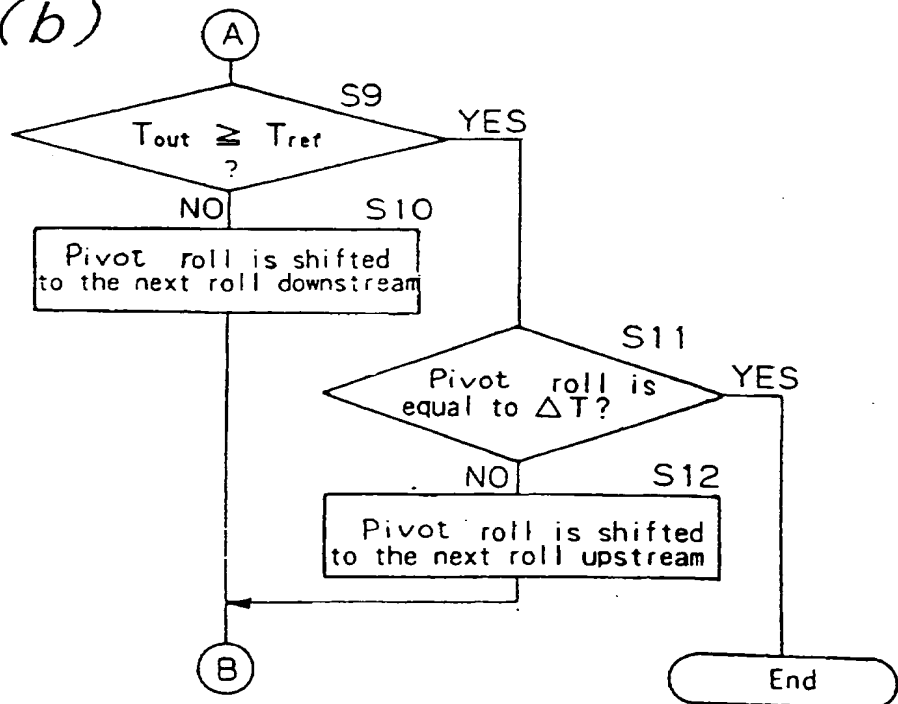 (b)
A
S9
Tout ≧ Tref
?
YES
NO
S10
Pivot roll is shifted
to the next roll downstream
S11
Pivot roll is
equal to △T?
YES
NO
S12
Pivot roll is shifted
to the next roll upstream
B
End